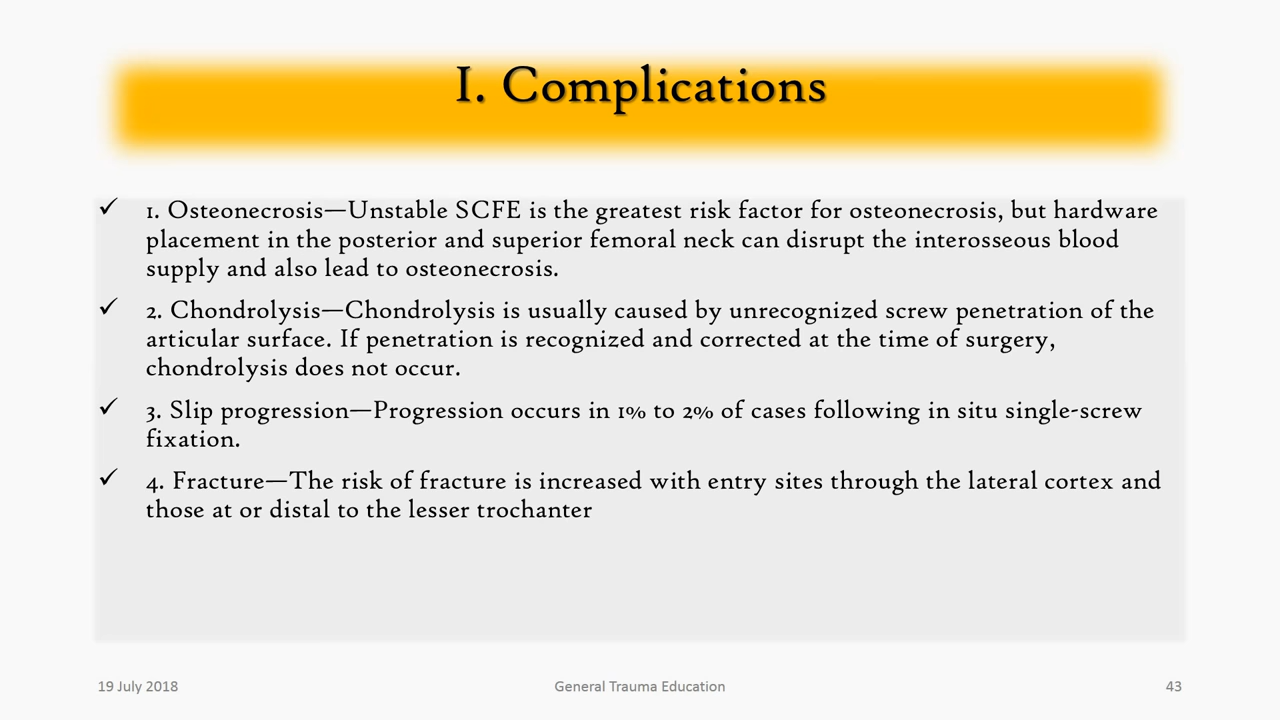 I. Complications
✓ 1. Osteonecrosis—Unstable SCFE is the greatest risk factor for osteonecrosis, but hardware
placement in the posterior and superior femoral neck can disrupt the interosseous blood
supply and also lead to osteonecrosis.
✓ 2. Chondrolysis—Chondrolysis is usually caused by unrecognized screw penetration of the
articular surface. If penetration is recognized and corrected at the time of surgery,
chondrolysis does not occur.
✓ 3. Slip progression—Progression occurs in 1% to 2% of cases following in situ single-screw
fixation.
✓ 4. Fracture—The risk of fracture is increased with entry sites through the lateral cortex and
those at or distal to the lesser trochanter
19 July 2018
General Trauma Education
43